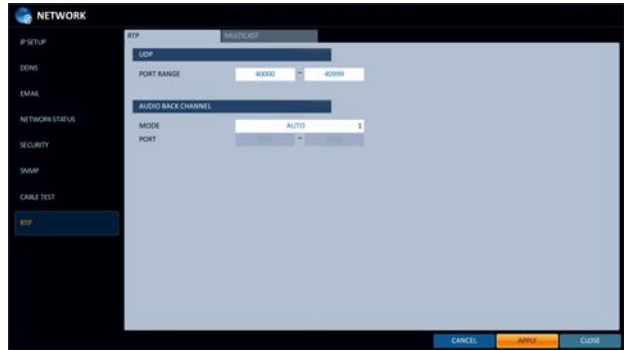 NETWORK
IP SETUP
DDNS
EMAIL
NETWORK STATUS
SECURITY
SNMP
CABLE TEST
RTP
RTP MULTICAST
UDP
PORT RANGE 40000 ~ 40999
AUDIO BACK CHANNEL
MODE AUTO
PORT ~
CANCEL APPLY CLOSE